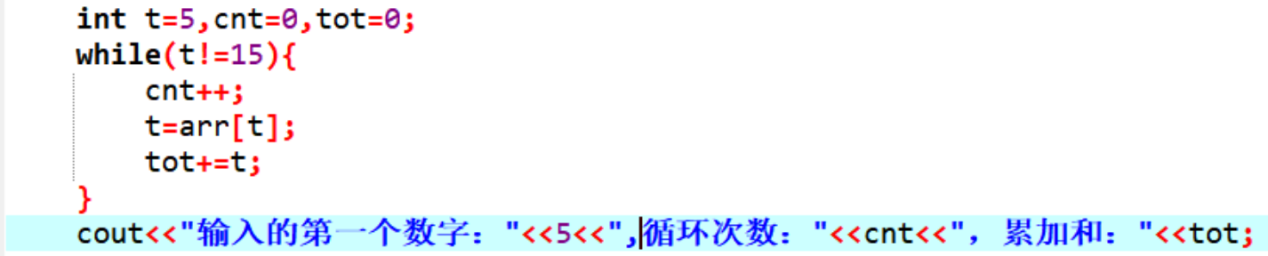 int t=5,cnt=0,tot=0;
while(t!=15){
cnt++;
t=arr[t];
tot+=t;
}
cout<<"输入的第一个数字："<<5<<",循环次数："<<cnt<<"，累加和："<<tot;